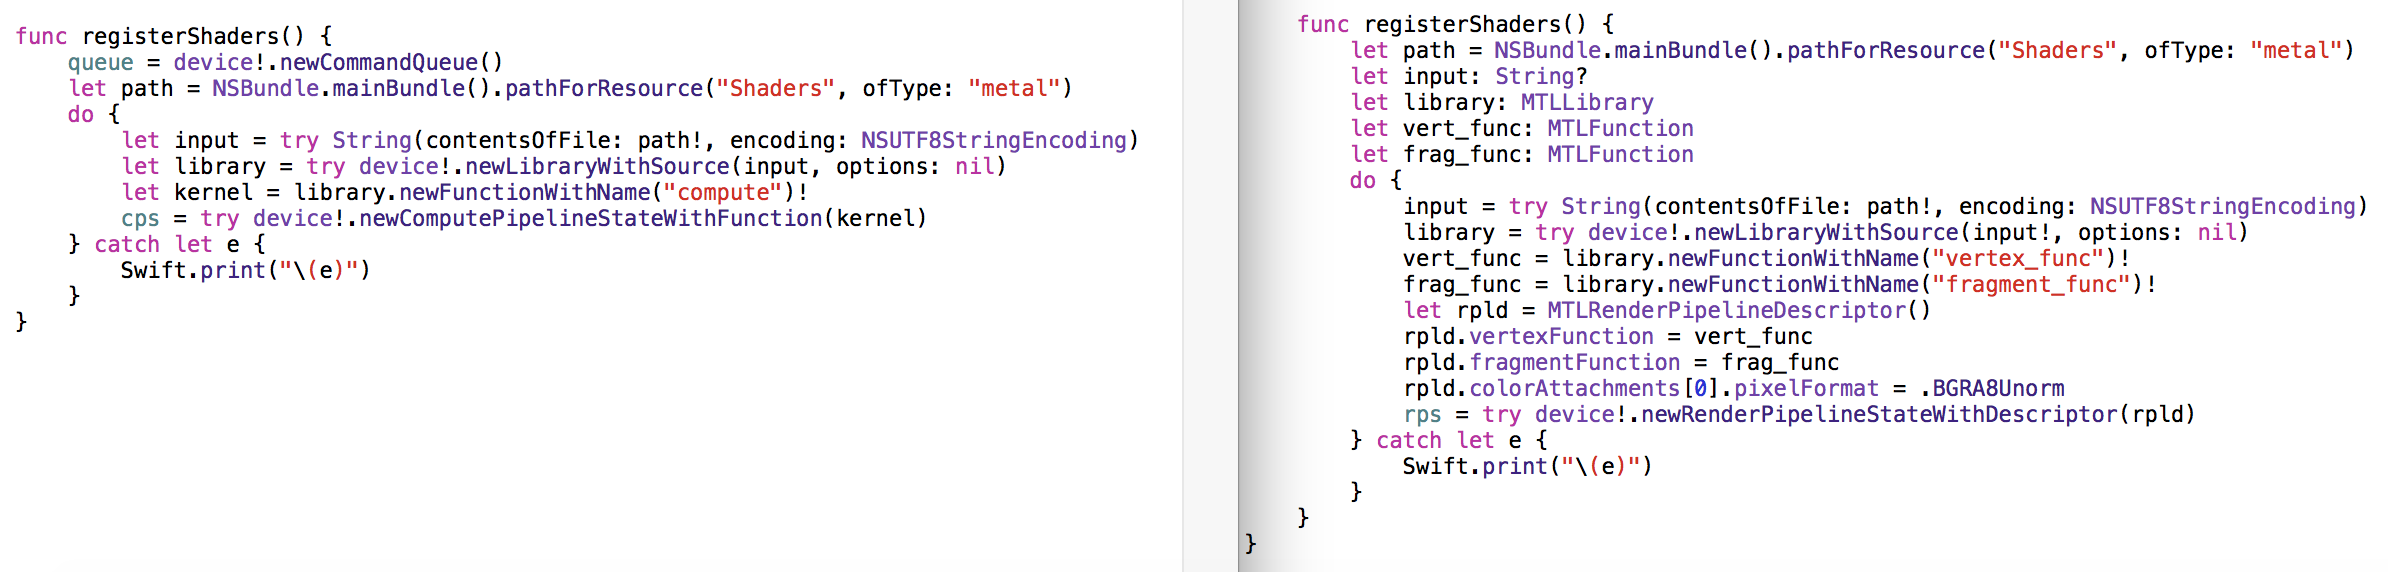 func registerShaders() {
    queue = device!.newCommandQueue()
    let path = NSBundle.mainBundle().pathForResource("Shaders", ofType: "metal")
    do {
        let input = try String(contentsOfFile: path!, encoding: NSUTF8StringEncoding)
        let library = try device!.newLibraryWithSource(input, options: nil)
        let kernel = library.newFunctionWithName("compute")!
        cps = try device!.newComputePipelineStateWithFunction(kernel)
    } catch let e {
        Swift.print("\(e)")
    }
}
    func registerShaders() {
        let path = NSBundle.mainBundle().pathForResource("Shaders", ofType: "metal")
        let input: String?
        let library: MTLLibrary
        let vert_func: MTLFunction
        let frag_func: MTLFunction
        do {
            input = try String(contentsOfFile: path!, encoding: NSUTF8StringEncoding)
            library = try device!.newLibraryWithSource(input!, options: nil)
            vert_func = library.newFunctionWithName("vertex_func")!
            frag_func = library.newFunctionWithName("fragment_func")!
            let rpld = MTLRenderPipelineDescriptor()
            rpld.vertexFunction = vert_func
            rpld.fragmentFunction = frag_func
            rpld.colorAttachments[0].pixelFormat = .BGRA8Unorm
            rps = try device!.newRenderPipelineStateWithDescriptor(rpld)
        } catch let e {
            Swift.print("\(e)")
        }
    }
}